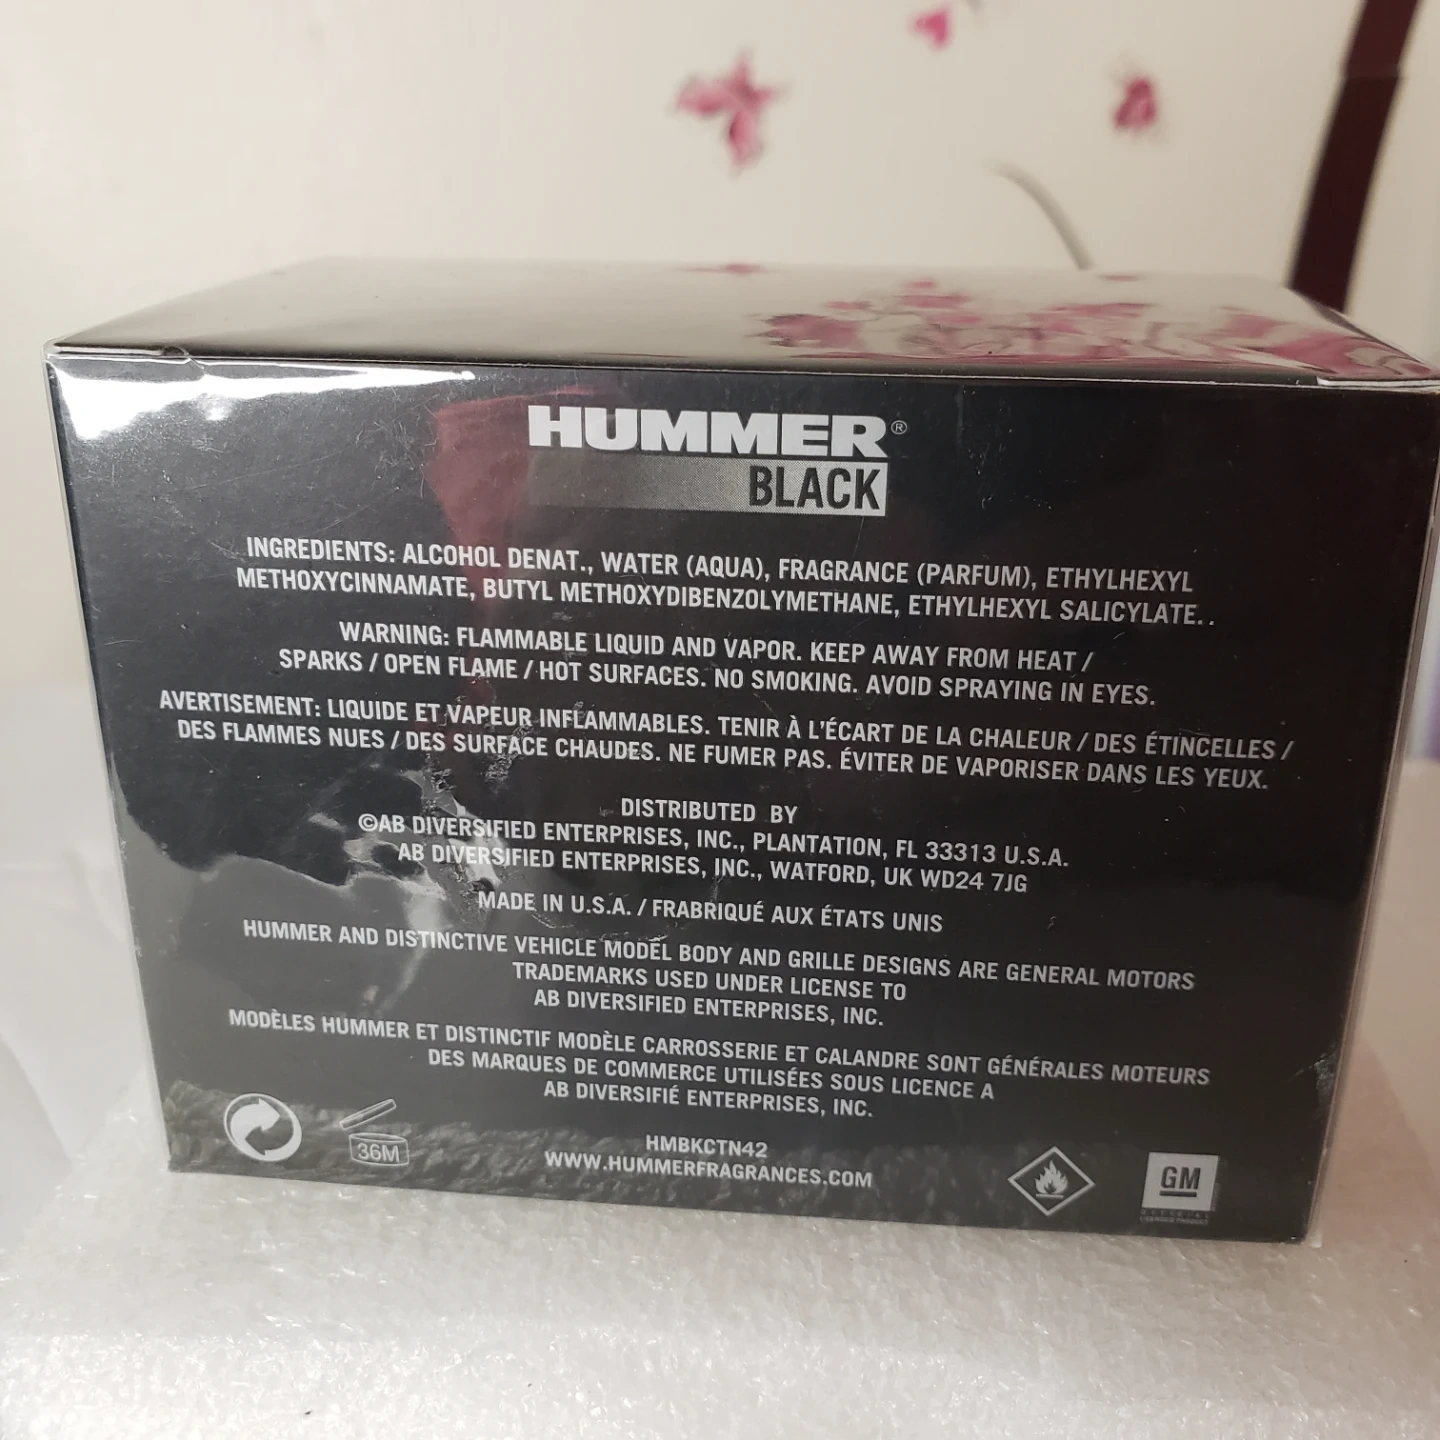 HUMMER®
BLACK
INGREDIENTS: ALCOHOL DENAT., WATER (AQUA), FRAGRANCE (PARFUM), ETHYLHEXYL
METHOXYCINNAMATE, BUTYL METHOXYDIBENZOLYMETHANE, ETHYLHEXYL SALICYLATE. .
WARNING: FLAMMABLE LIQUID AND VAPOR. KEEP AWAY FROM HEAT /
SPARKS / OPEN FLAME / HOT SURFACES. NO SMOKING. AVOID SPRAYING IN EYES.
AVERTISEMENT: LIQUIDE ET VAPEUR INFLAMMABLES. TENIR À L'ÉCART DE LA CHALEUR / DES ÉTINCELLES /
DES FLAMMES NUES / DES SURFACE CHAUDES. NE FUMER PAS. ÉVITER DE VAPORISER DANS LES YEUX.
DISTRIBUTED BY
©AB DIVERSIFIED ENTERPRISES, INC., PLANTATION, FL 33313 U.S.A.
AB DIVERSIFIED ENTERPRISES, INC., WATFORD, UK WD24 7JG
MADE IN U.S.A. / FRABRIQUÉ AUX ÉTATS UNIS
HUMMER AND DISTINCTIVE VEHICLE MODEL BODY AND GRILLE DESIGNS ARE GENERAL MOTORS
TRADEMARKS USED UNDER LICENSE TO
AB DIVERSIFIED ENTERPRISES, INC.
MODÈLES HUMMER ET DISTINCTIF MODÈLE CARROSSERIE ET CALANDRE SONT GÉNÉRALES MOTEURS
DES MARQUES DE COMMERCE UTILISÉES SOUS LICENCE A
AB DIVERSIFIÉ ENTERPRISES, INC.
36M
HMBKCTN42
WWW.HUMMERFRAGRANCES.COM
GM
LICENSED PRODUCT